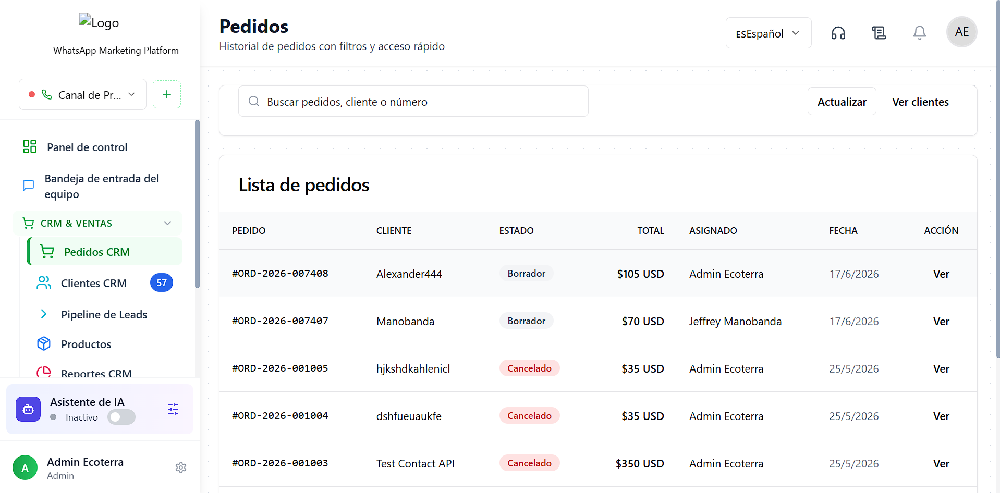 Logo
WhatsApp Marketing Platform
Canal de Pr...
Panel de control
Bandeja de entrada del
equipo
CRM & VENTAS
Pedidos CRM
Clientes CRM 57
Pipeline de Leads
Productos
Reportes CRM
Asistente de IA
Inactivo
A
Admin Ecoterra
Admin
Pedidos
Historial de pedidos con filtros y acceso rápido
ESEspañol
AE
Buscar pedidos, cliente o número
Actualizar Ver clientes
Lista de pedidos
PEDIDO CLIENTE ESTADO TOTAL ASIGNADO FECHA ACCIÓN
#ORD-2026-007408 Alexander444 Borrador $105 USD Admin Ecoterra 17/6/2026 Ver
#ORD-2026-007407 Manobanda Borrador $70 USD Jeffrey Manobanda 17/6/2026 Ver
#ORD-2026-001005 hjkshdkahlenicl Cancelado $35 USD Admin Ecoterra 25/5/2026 Ver
#ORD-2026-001004 dshfueuaukfe Cancelado $35 USD Admin Ecoterra 25/5/2026 Ver
#ORD-2026-001003 Test Contact API Cancelado $350 USD Admin Ecoterra 25/5/2026 Ver